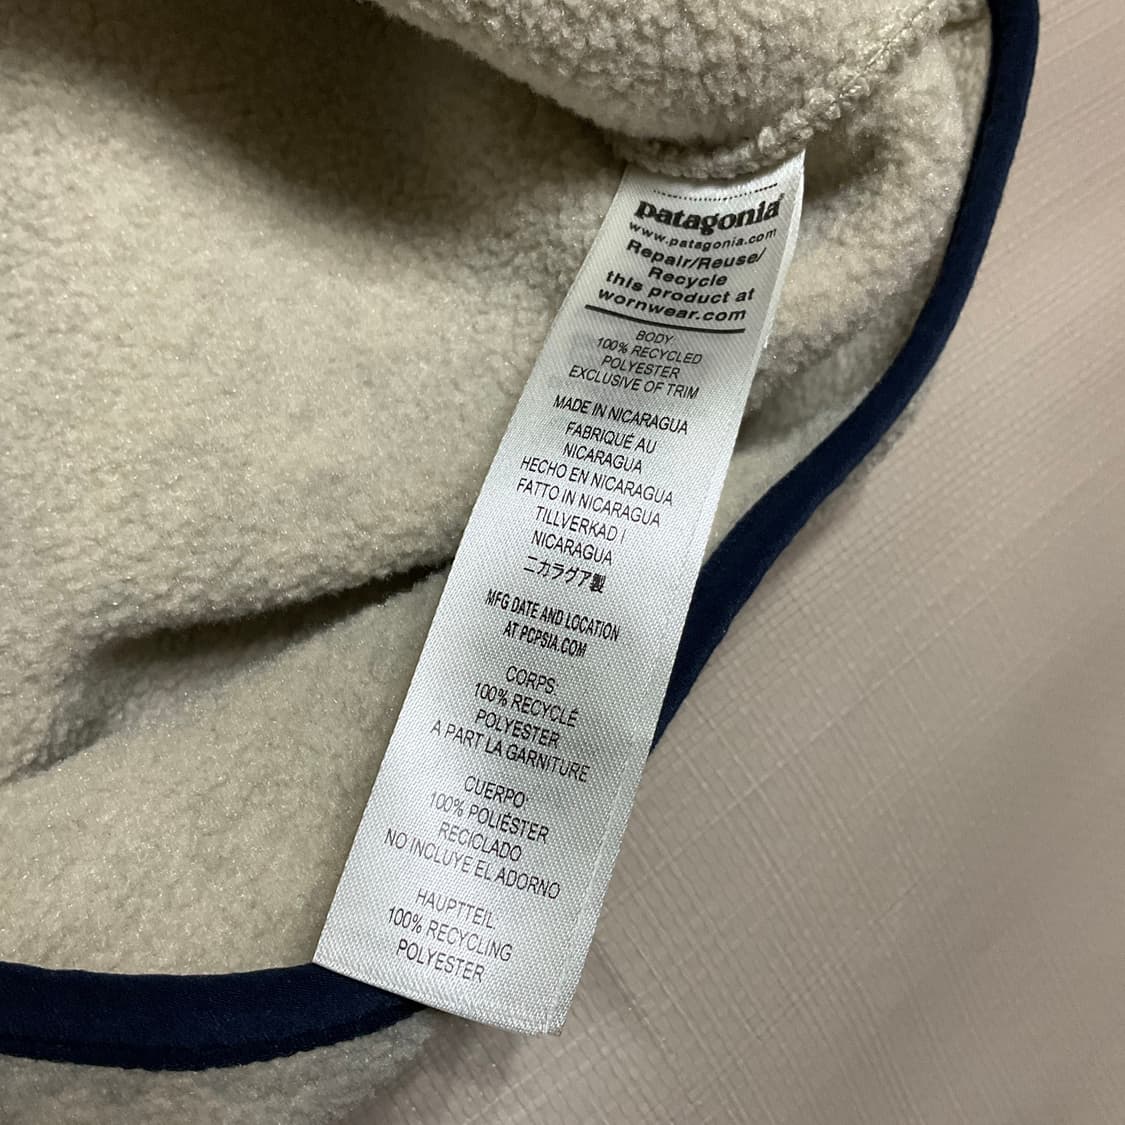 patagonia®
www.patagonia.com
Repair/Reuse/
Recycle
this product at
wornwear.com
BODY:
100% RECYCLED
POLYESTER
EXCLUSIVE OF TRIM
MADE IN NICARAGUA
FABRIQUÉ AU
NICARAGUA
HECHO EN NICARAGUA
FATTO IN NICARAGUA
TILLVERKAD I
NICARAGUA
ニカラグア製
MFG DATE AND LOCATION
AT PCPSIA.COM
CORPS:
100% RECYCLÉ
POLYESTER
A PART LA GARNITURE
CUERPO:
100% POLIÉSTER
RECICLADO
NO INCLUYE EL ADORNO
HAUPTTEIL:
100% RECYCLING
POLYESTER